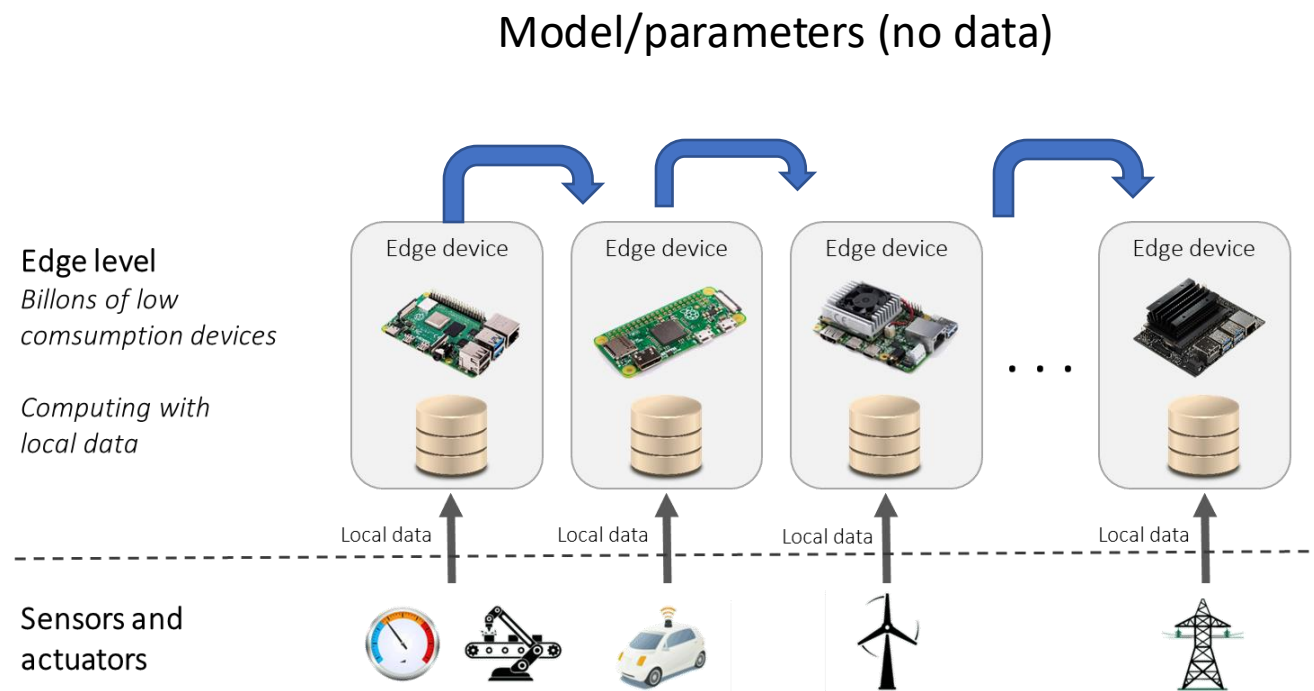 Model/parameters (no data)
Edge device
Edge device
Edge device
Edge device
Edge level
Billons of low
comsumption devices
Computing with
local data
. . .
Local data
Local data
Local data
Local data
Sensors and
actuators